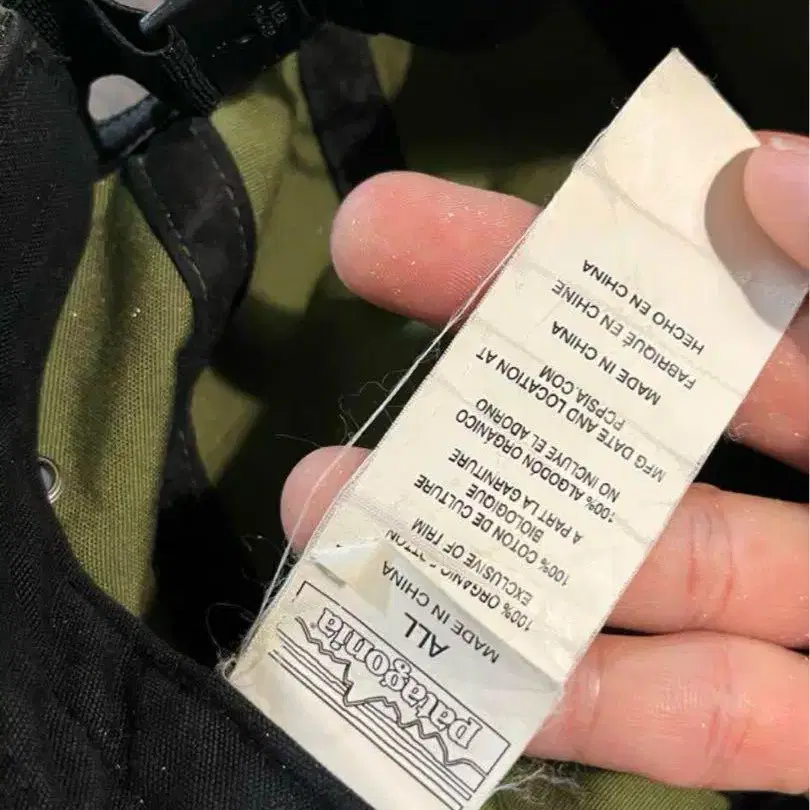 patagonia®
ALL
MADE IN CHINA
100% ORGANIC COTTON
EXCLUSIVE OF TRIM
100% COTON DE CULTURE
BIOLOGIQUE
A PART LA GARNITURE
100% ALGODÓN ORGÁNICO
NO INCLUYE EL ADORNO
MFG DATE AND LOCATION AT
PCPSIA.COM
MADE IN CHINA
FABRIQUÉ EN CHINE
HECHO EN CHINA